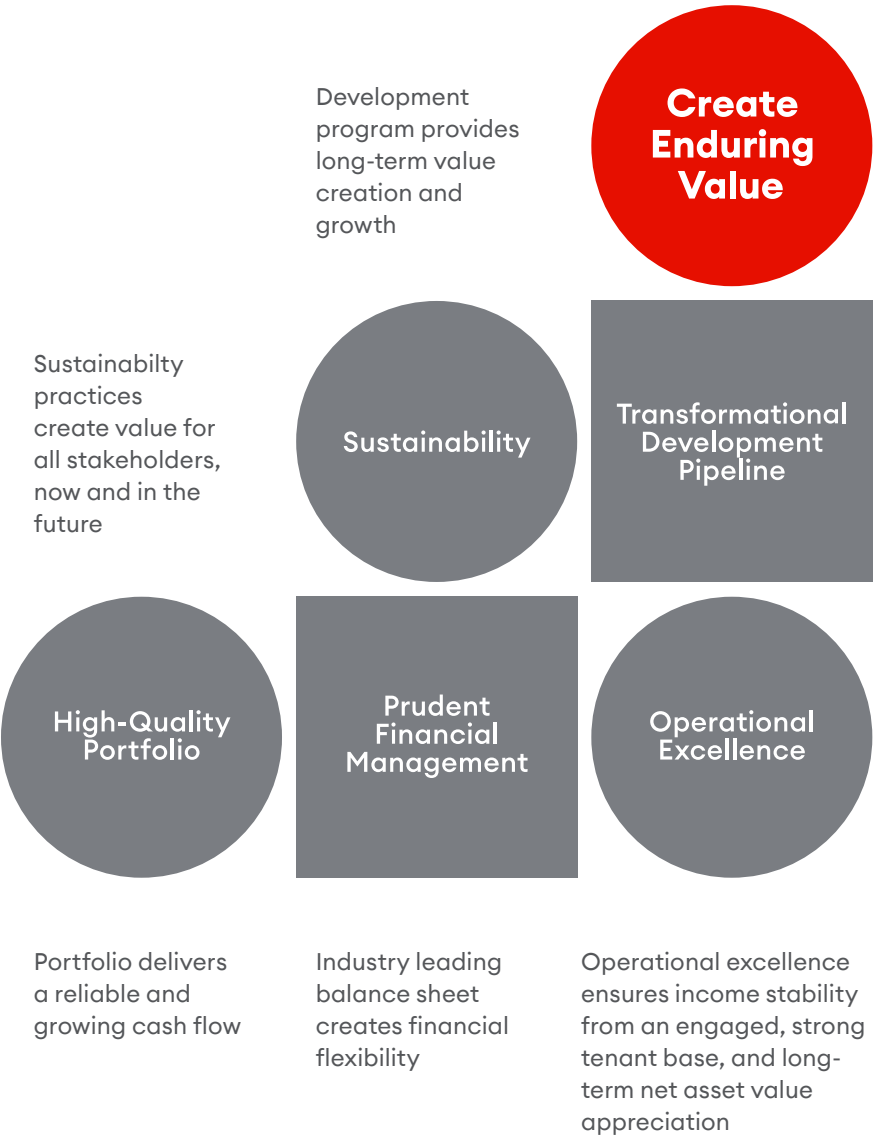 Development
program provides
long-term value
creation and
growth
Create
Enduring
Value
Sustainabilty
practices
create value for
all stakeholders,
now and in the
future
Sustainability
Transformational
Development
Pipeline
High-Quality
Portfolio
Prudent
Financial
Management
Operational
Excellence
Portfolio delivers
a reliable and
growing cash flow
Industry leading
balance sheet
creates financial
flexibility
Operational excellence
ensures income stability
from an engaged, strong
tenant base, and long-
term net asset value
appreciation